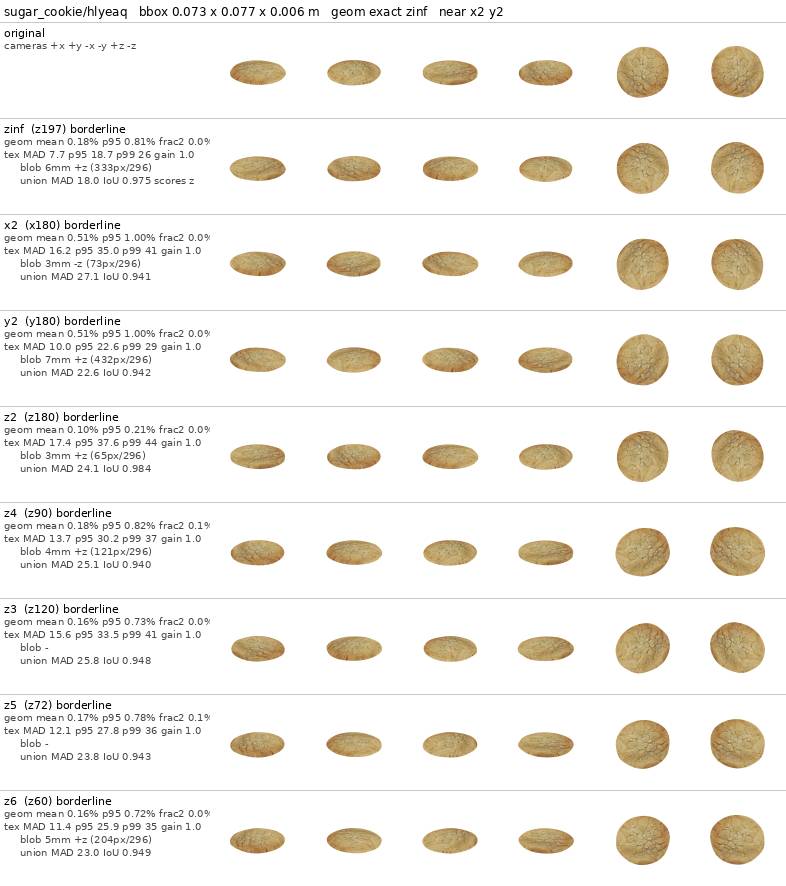 sugar_cookie/hlyeaq   bbox 0.073 x 0.077 x 0.006 m   geom exact zinf   near x2 y2
original
cameras +x +y -x -y +z -z
zinf  (z197) borderline
geom mean 0.18% p95 0.81% frac2 0.0%
tex MAD 7.7 p95 18.7 p99 26 gain 1.0
blob 6mm +z (333px/296)
union MAD 18.0 IoU 0.975 scores z
x2  (x180) borderline
geom mean 0.51% p95 1.00% frac2 0.0%
tex MAD 16.2 p95 35.0 p99 41 gain 1.0
blob 3mm -z (73px/296)
union MAD 27.1 IoU 0.941
y2  (y180) borderline
geom mean 0.51% p95 1.00% frac2 0.0%
tex MAD 10.0 p95 22.6 p99 29 gain 1.0
blob 7mm +z (432px/296)
union MAD 22.6 IoU 0.942
z2  (z180) borderline
geom mean 0.10% p95 0.21% frac2 0.0%
tex MAD 17.4 p95 37.6 p99 44 gain 1.0
blob 3mm +z (65px/296)
union MAD 24.1 IoU 0.984
z4  (z90) borderline
geom mean 0.18% p95 0.82% frac2 0.1%
tex MAD 13.7 p95 30.2 p99 37 gain 1.0
blob 4mm +z (121px/296)
union MAD 25.1 IoU 0.940
z3  (z120) borderline
geom mean 0.16% p95 0.73% frac2 0.0%
tex MAD 15.6 p95 33.5 p99 41 gain 1.0
blob -
union MAD 25.8 IoU 0.948
z5  (z72) borderline
geom mean 0.17% p95 0.78% frac2 0.1%
tex MAD 12.1 p95 27.8 p99 36 gain 1.0
blob -
union MAD 23.8 IoU 0.943
z6  (z60) borderline
geom mean 0.16% p95 0.72% frac2 0.0%
tex MAD 11.4 p95 25.9 p99 35 gain 1.0
blob 5mm +z (204px/296)
union MAD 23.0 IoU 0.949